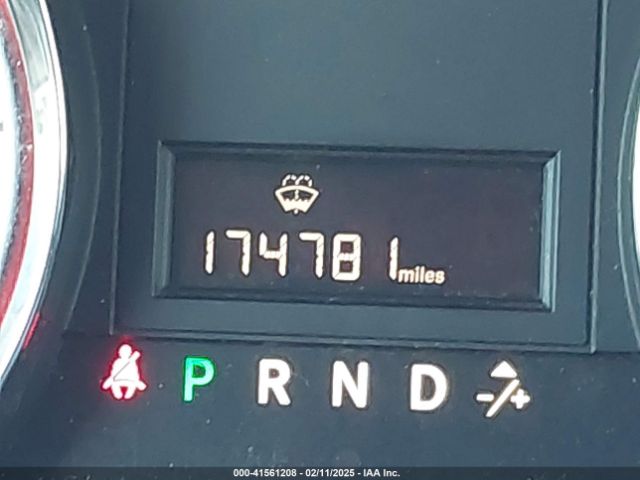 174781 miles
P R N D -/+
000-41561208 - 02/11/2025 - IAA Inc.